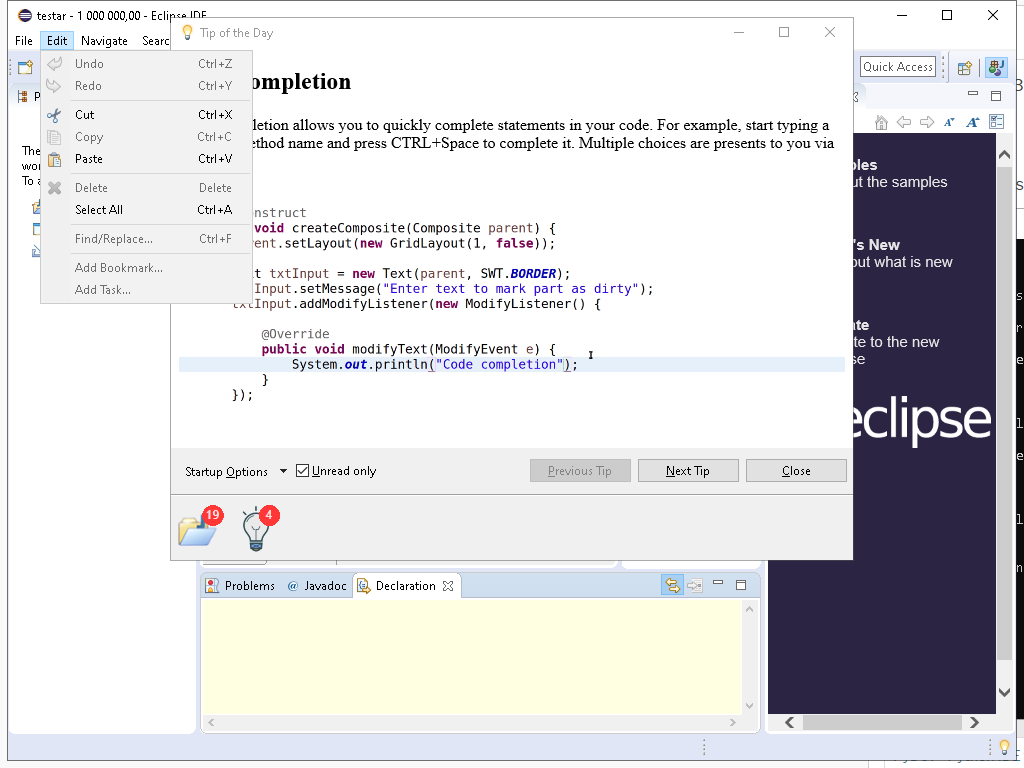 testar - 1 000 000,00 - Eclipse IDE
File Edit Navigate Searc
Tip of the Day
Undo Ctrl+Z
Redo Ctrl+Y
Cut Ctrl+X
Copy Ctrl+C
Paste Ctrl+V
Delete Delete
Select All Ctrl+A
Find/Replace... Ctrl+F
Add Bookmark...
Add Task...
Quick Access
P
The
wor
To a
ompletion
letion allows you to quickly complete statements in your code. For example, start typing a
ethod name and press CTRL+Space to complete it. Multiple choices are presents to you via
nstruct
void createComposite(Composite parent) {
ent.setLayout(new GridLayout(1, false));
t txtInput = new Text(parent, SWT.BORDER);
Input.setMessage("Enter text to mark part as dirty");
txtInput.addModifyListener(new ModifyListener() {
@Override
public void modifyText(ModifyEvent e) {
System.out.println("Code completion");
}
});
Startup Options Unread only Previous Tip Next Tip Close
19 4
ples
ut the samples
's New
out what is new
ate
te to the new
se
eclipse
Problems @ Javadoc Declaration